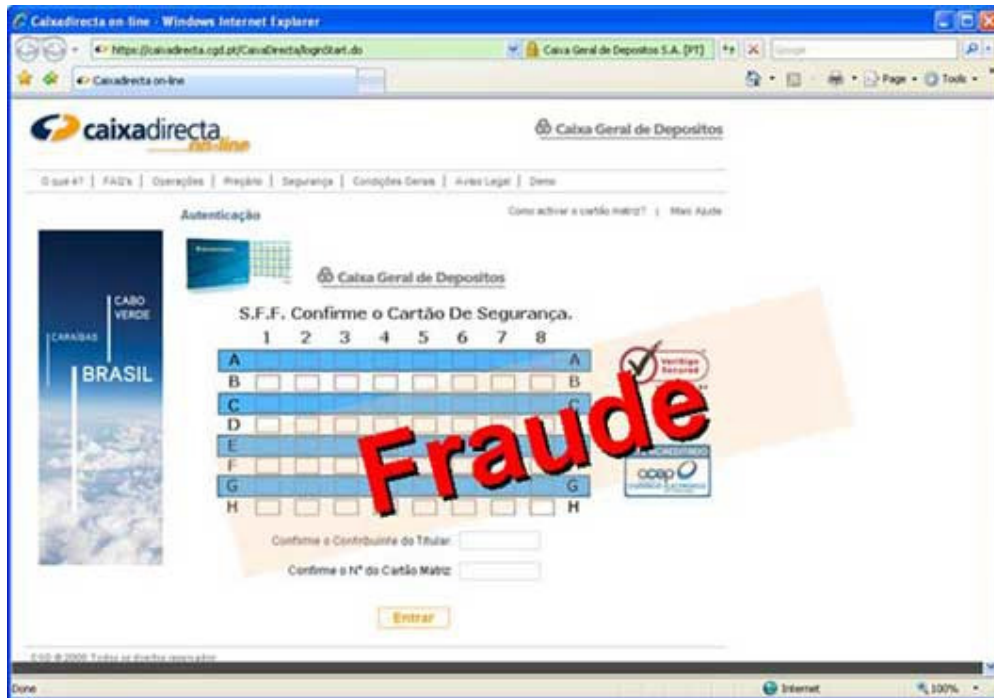 Caixadirecta on-line - Windows Internet Explorer
https://caixadirecta.cgd.pt/CaixaDirecta/loginStart.do
Caixa Geral de Depositos S.A. [PT]
Google
Caixadirecta on-line
Page
Tools
caixadirecta
on-line
Caixa Geral de Depositos
O que é? | FAQ's | Operações | Preçário | Segurança | Condições Gerais | Aviso Legal | Demo
Autenticação
Como activar o cartão matriz? | Mais Ajuda
Caixa Geral de Depositos
CABO
VERDE
CARAÍBAS
BRASIL
S.F.F. Confirme o Cartão De Segurança.
1 2 3 4 5 6 7 8
A A
B B
C C
D
E
F
G G
H H
VeriSign
Secured
Fraude
acep
Confirme o Contribuinte do Titular:
Confirme o Nº do Cartão Matriz:
Entrar
Done
Internet
100%